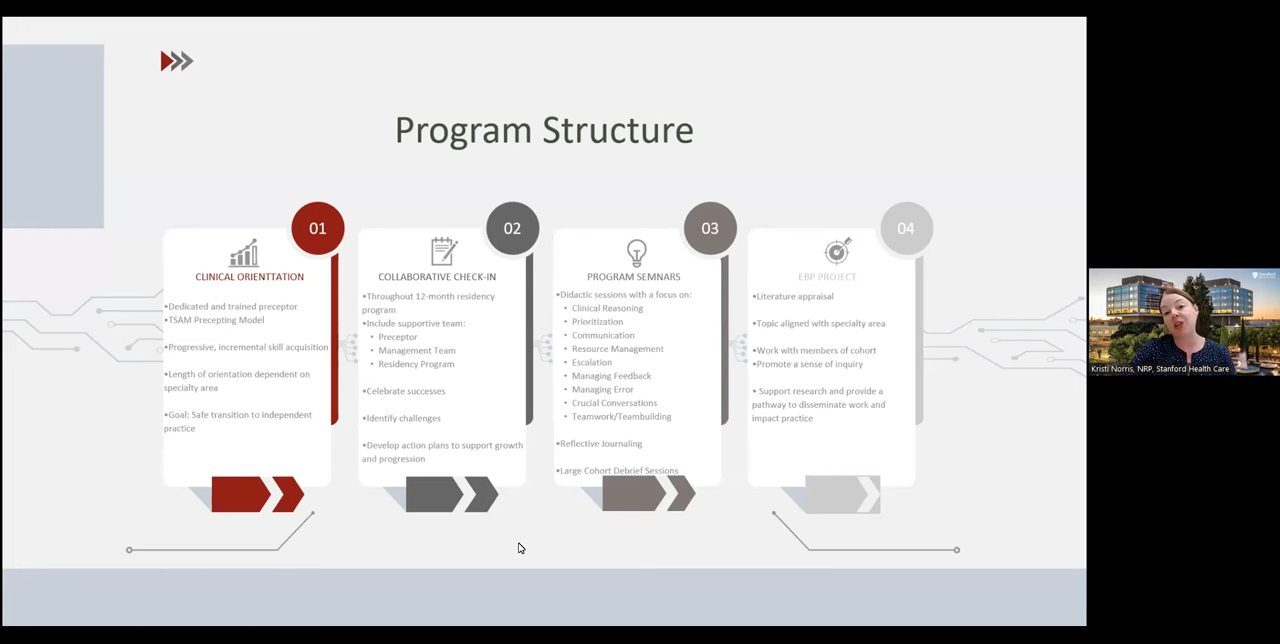 Program Structure
01
CLINICAL ORIENTTATION
•Dedicated and trained preceptor
•TSAM Precepting Model
•Progressive, incremental skill acquisition
•Length of orientation dependent on
specialty area
•Goal: Safe transition to independent
practice
02
COLLABORATIVE CHECK-IN
•Throughout 12-month residency
program
•Include supportive team:
• Preceptor
• Management Team
• Residency Program
•Celebrate successes
•Identify challenges
•Develop action plans to support growth
and progression
03
PROGRAM SEMNARS
•Didactic sessions with a focus on:
• Clinical Reasoning
• Prioritization
• Communication
• Resource Management
• Escalation
• Managing Feedback
• Managing Error
• Crucial Conversations
• Teamwork/Teambuilding
•Reflective Journaling
•Large Cohort Debrief Sessions
04
EBP PROJECT
•Literature appraisal
•Topic aligned with specialty area
•Work with members of cohort
•Promote a sense of inquiry
• Support research and provide a
pathway to disseminate work and
impact practice
Kristi Norris, NRP, Stanford Health Care